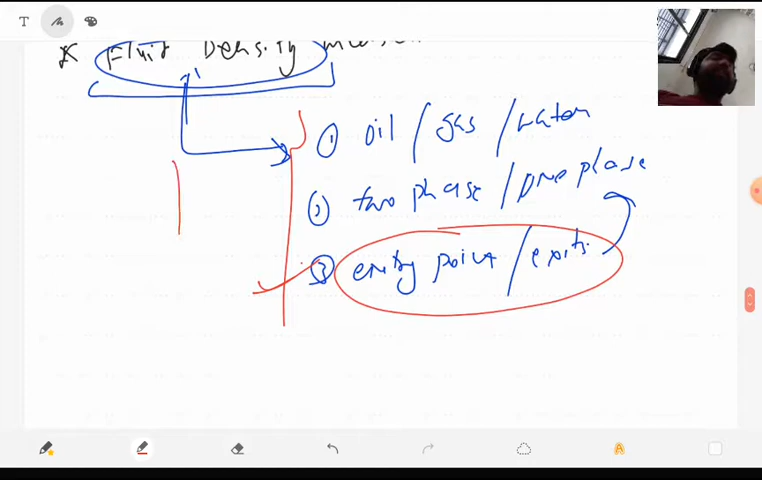 Fluid Density
① oil / gas / water
② two phase / one phase
③ entry point / exits
T
A